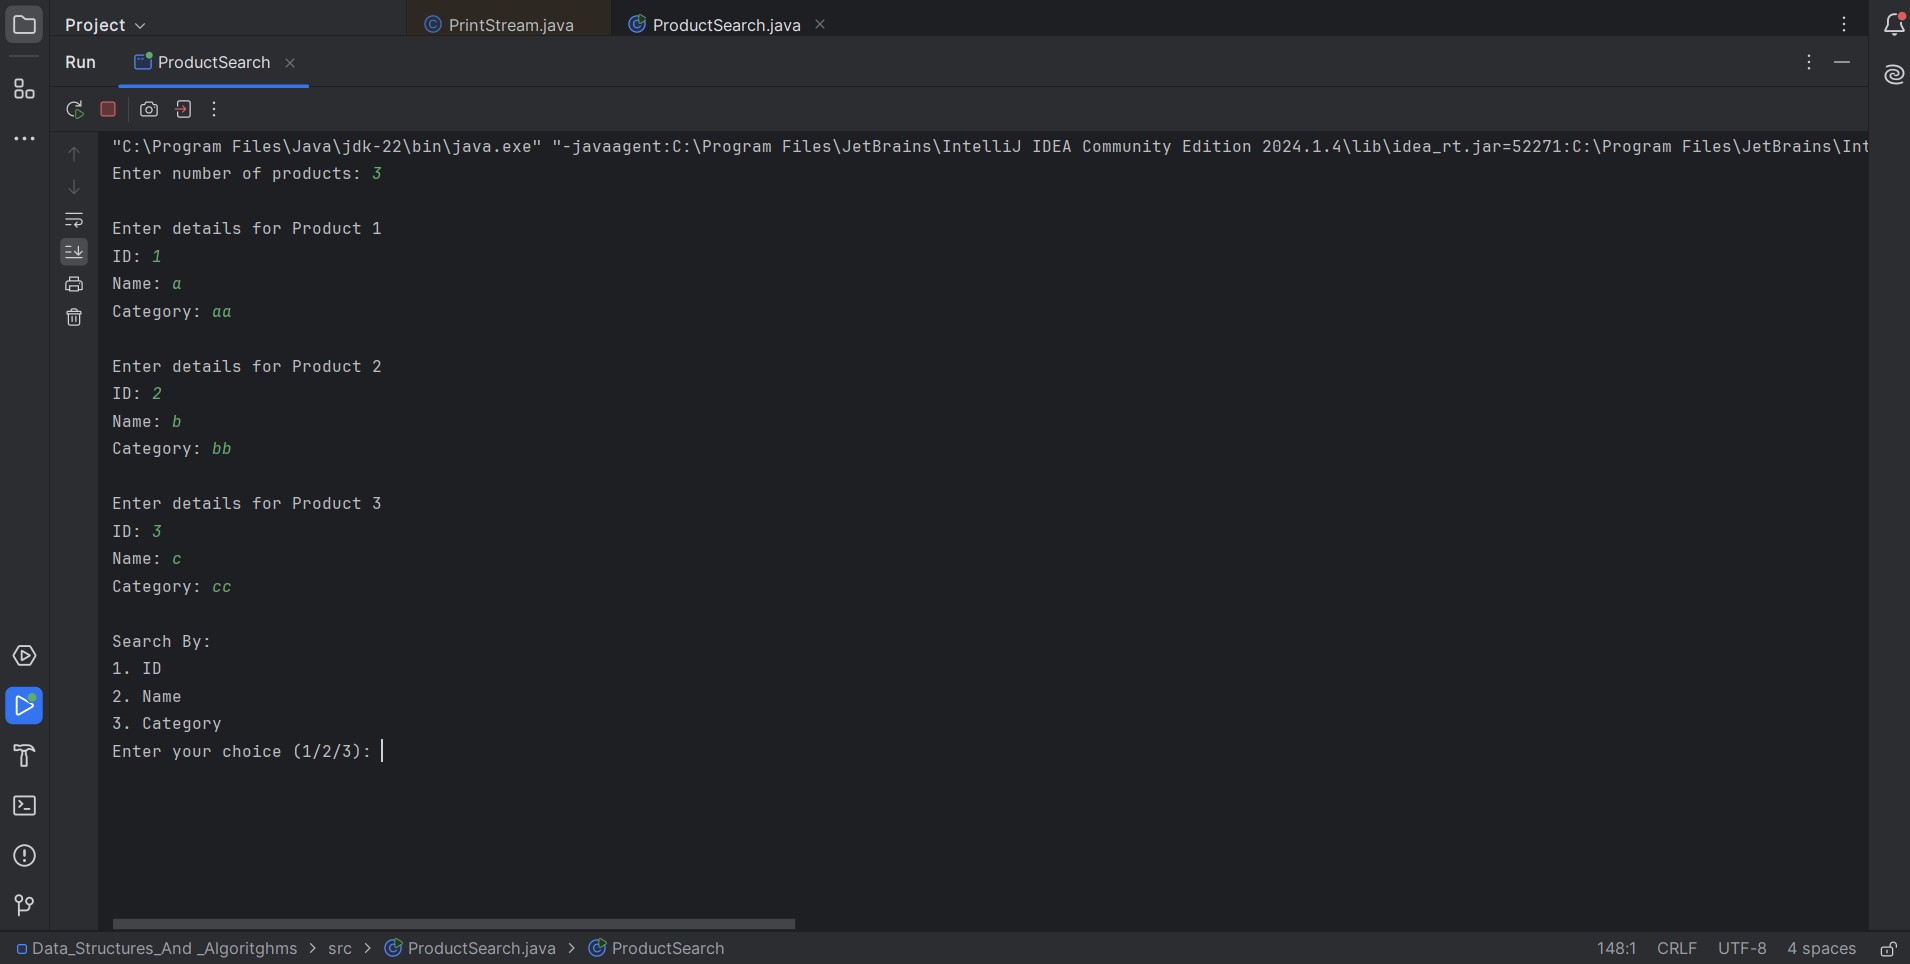 Project
PrintStream.java
ProductSearch.java
Run
ProductSearch
"C:\Program Files\Java\jdk-22\bin\java.exe" "-javaagent:C:\Program Files\JetBrains\IntelliJ IDEA Community Edition 2024.1.4\lib\idea_rt.jar=52271:C:\Program Files\JetBrains\Int
Enter number of products: 3
Enter details for Product 1
ID: 1
Name: a
Category: aa
Enter details for Product 2
ID: 2
Name: b
Category: bb
Enter details for Product 3
ID: 3
Name: c
Category: cc
Search By:
1. ID
2. Name
3. Category
Enter your choice (1/2/3):
Data_Structures_And _Algoritghms > src > ProductSearch.java > ProductSearch 148:1 CRLF UTF-8 4 spaces